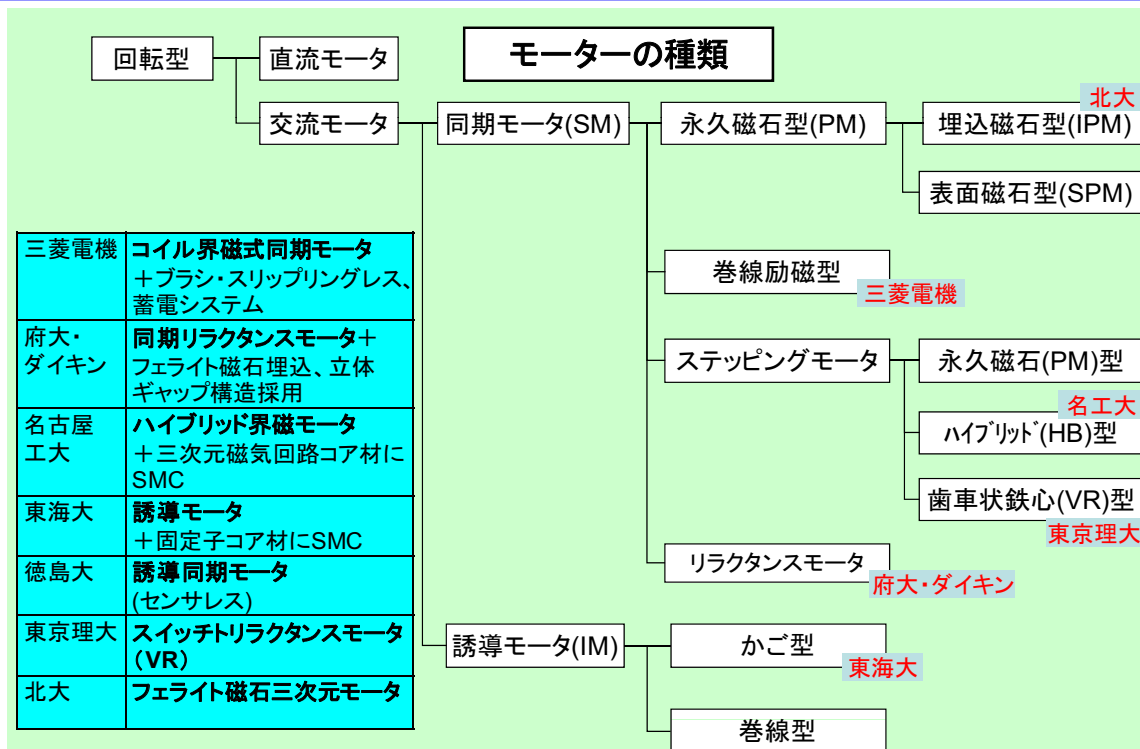 モーターの種類
回転型
直流モータ
交流モータ
同期モータ(SM)
永久磁石型(PM)
北大
埋込磁石型(IPM)
表面磁石型(SPM)
巻線励磁型
三菱電機
ステッピングモータ
永久磁石(PM)型
名工大
ハイブリッド(HB)型
歯車状鉄心(VR)型
東京理大
リラクタンスモータ
府大・ダイキン
誘導モータ(IM)
かご型
東海大
巻線型
三菱電機
コイル界磁式同期モータ
＋ブラシ・スリップリングレス、
蓄電システム
府大・
ダイキン
同期リラクタンスモータ＋
フェライト磁石埋込、立体
ギャップ構造採用
名古屋
工大
ハイブリッド界磁モータ
＋三次元磁気回路コア材に
SMC
東海大
誘導モータ
＋固定子コア材にSMC
徳島大
誘導同期モータ
(センサレス)
東京理大
スイッチトリラクタンスモータ
（VR）
北大
フェライト磁石三次元モータ